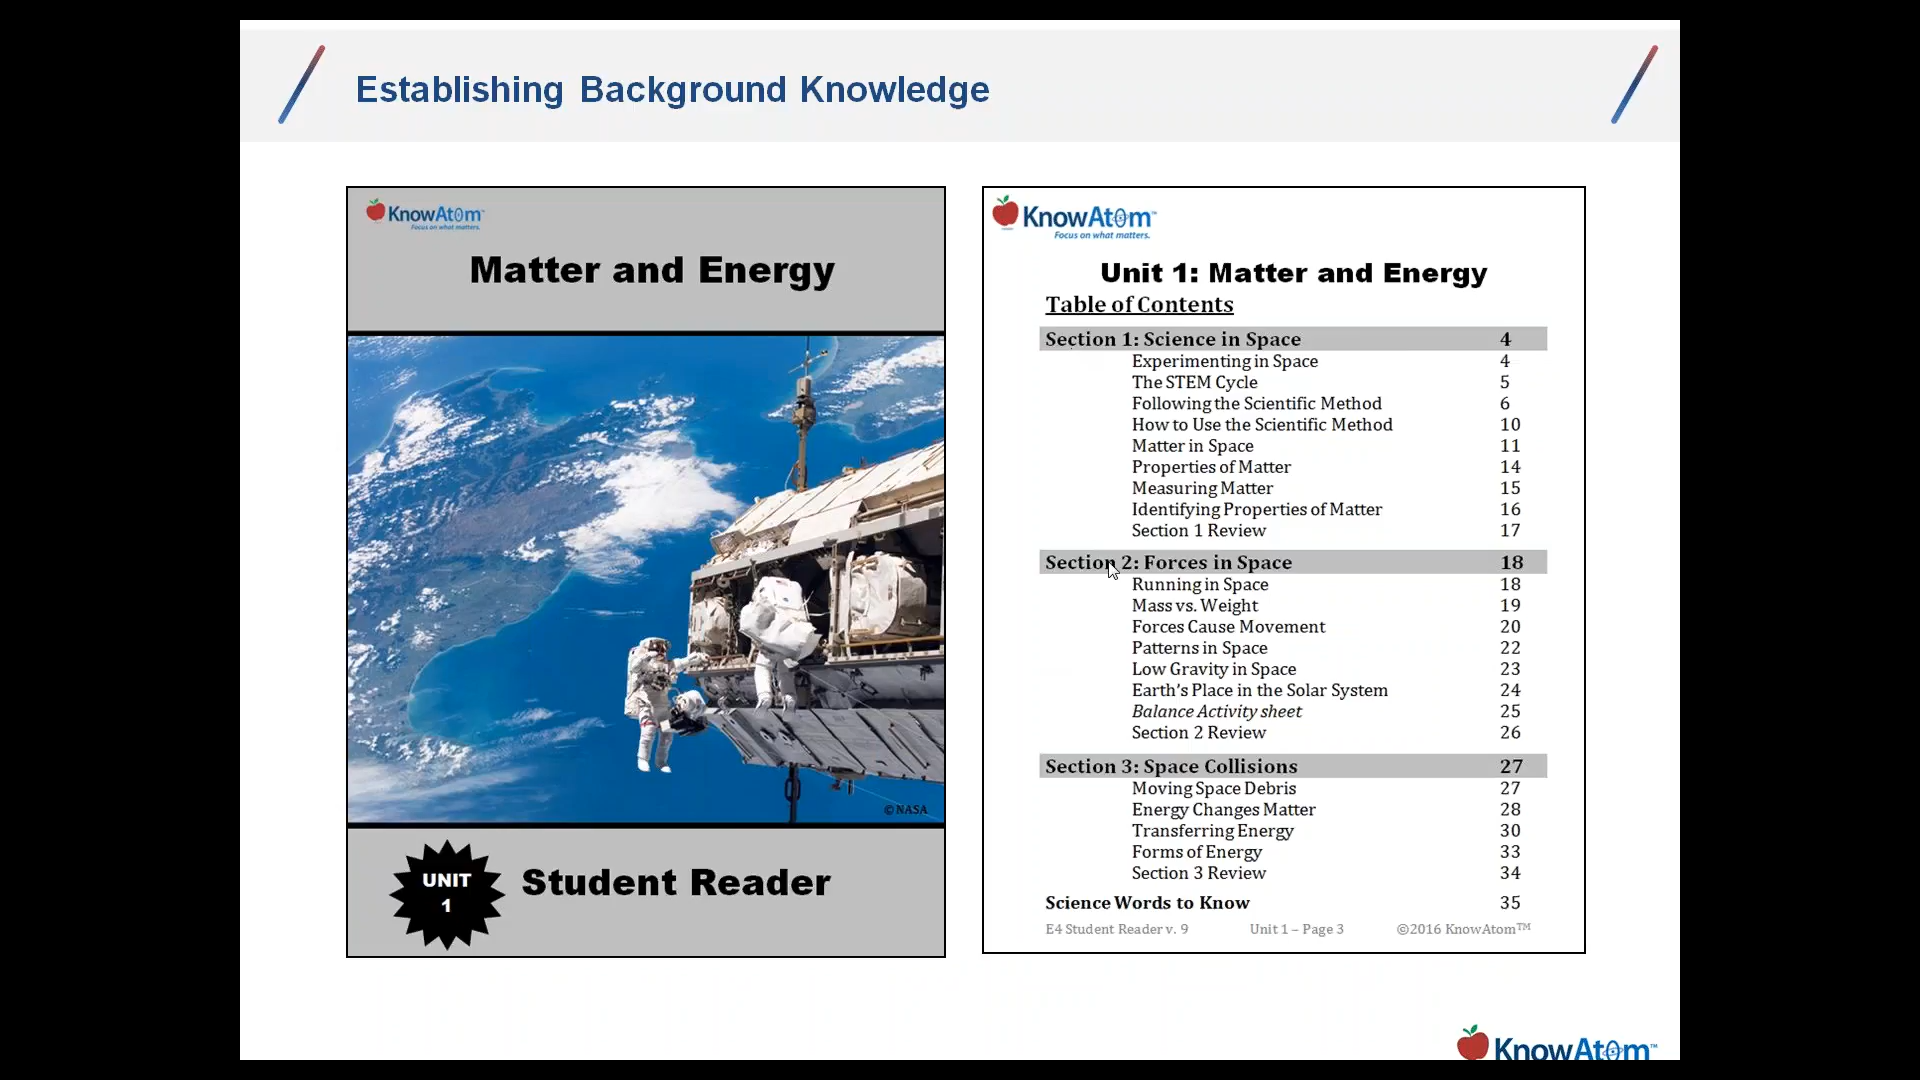 Establishing Background Knowledge
KnowAtom™
Focus on what matters.
Matter and Energy
©NASA
UNIT
1
Student Reader
KnowAtom™
Focus on what matters.
Unit 1: Matter and Energy
Table of Contents
Section 1: Science in Space 4
Experimenting in Space 4
The STEM Cycle 5
Following the Scientific Method 6
How to Use the Scientific Method 10
Matter in Space 11
Properties of Matter 14
Measuring Matter 15
Identifying Properties of Matter 16
Section 1 Review 17
Section 2: Forces in Space 18
Running in Space 18
Mass vs. Weight 19
Forces Cause Movement 20
Patterns in Space 22
Low Gravity in Space 23
Earth's Place in the Solar System 24
Balance Activity sheet 25
Section 2 Review 26
Section 3: Space Collisions 27
Moving Space Debris 27
Energy Changes Matter 28
Transferring Energy 30
Forms of Energy 33
Section 3 Review 34
Science Words to Know 35
E4 Student Reader v. 9 Unit 1 – Page 3 ©2016 KnowAtom™
KnowAtom™